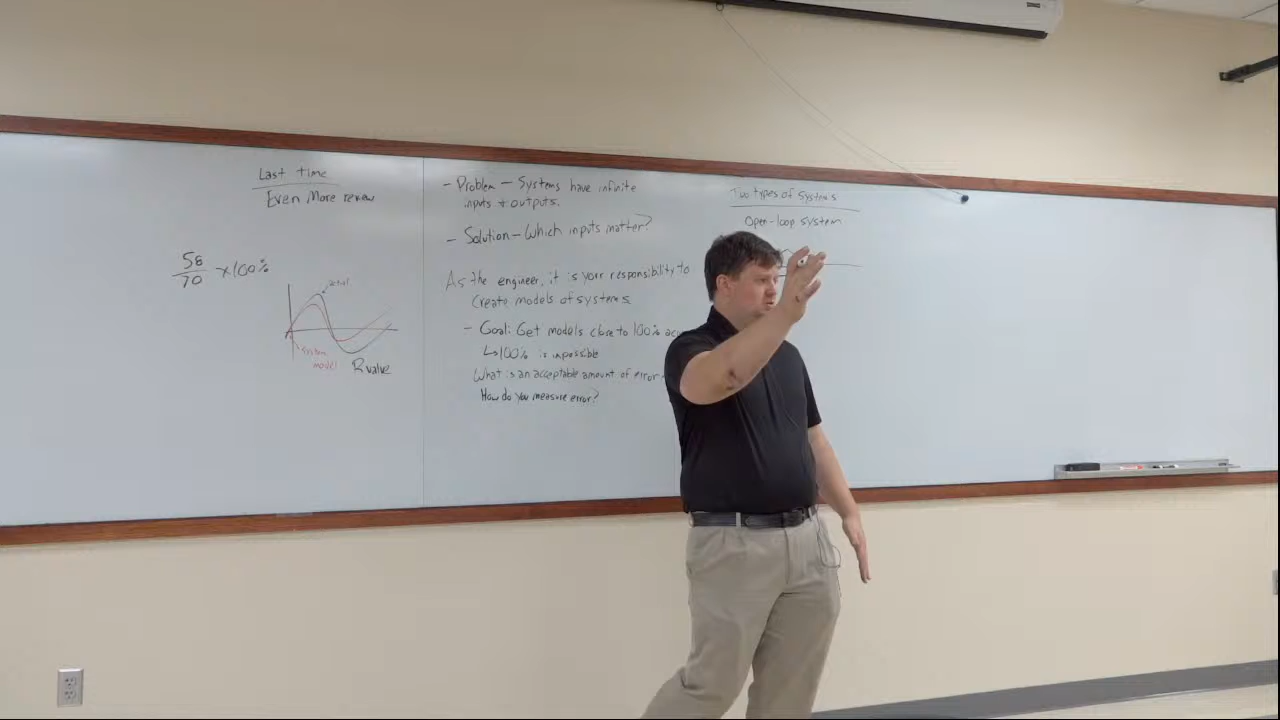 Last Time
Even More review
58
70
x100%
actual
System
model
R value
- Problem - Systems have infinite
inputs + outputs.
- Solution - Which inputs matter?
As the engineer, it is your responsibility to
create models of systems
- Goal: Get models close to 100%
↳ 100% is impossible
What is an acceptable amount of error
How do you measure error?
Two types of Systems
Open-loop system